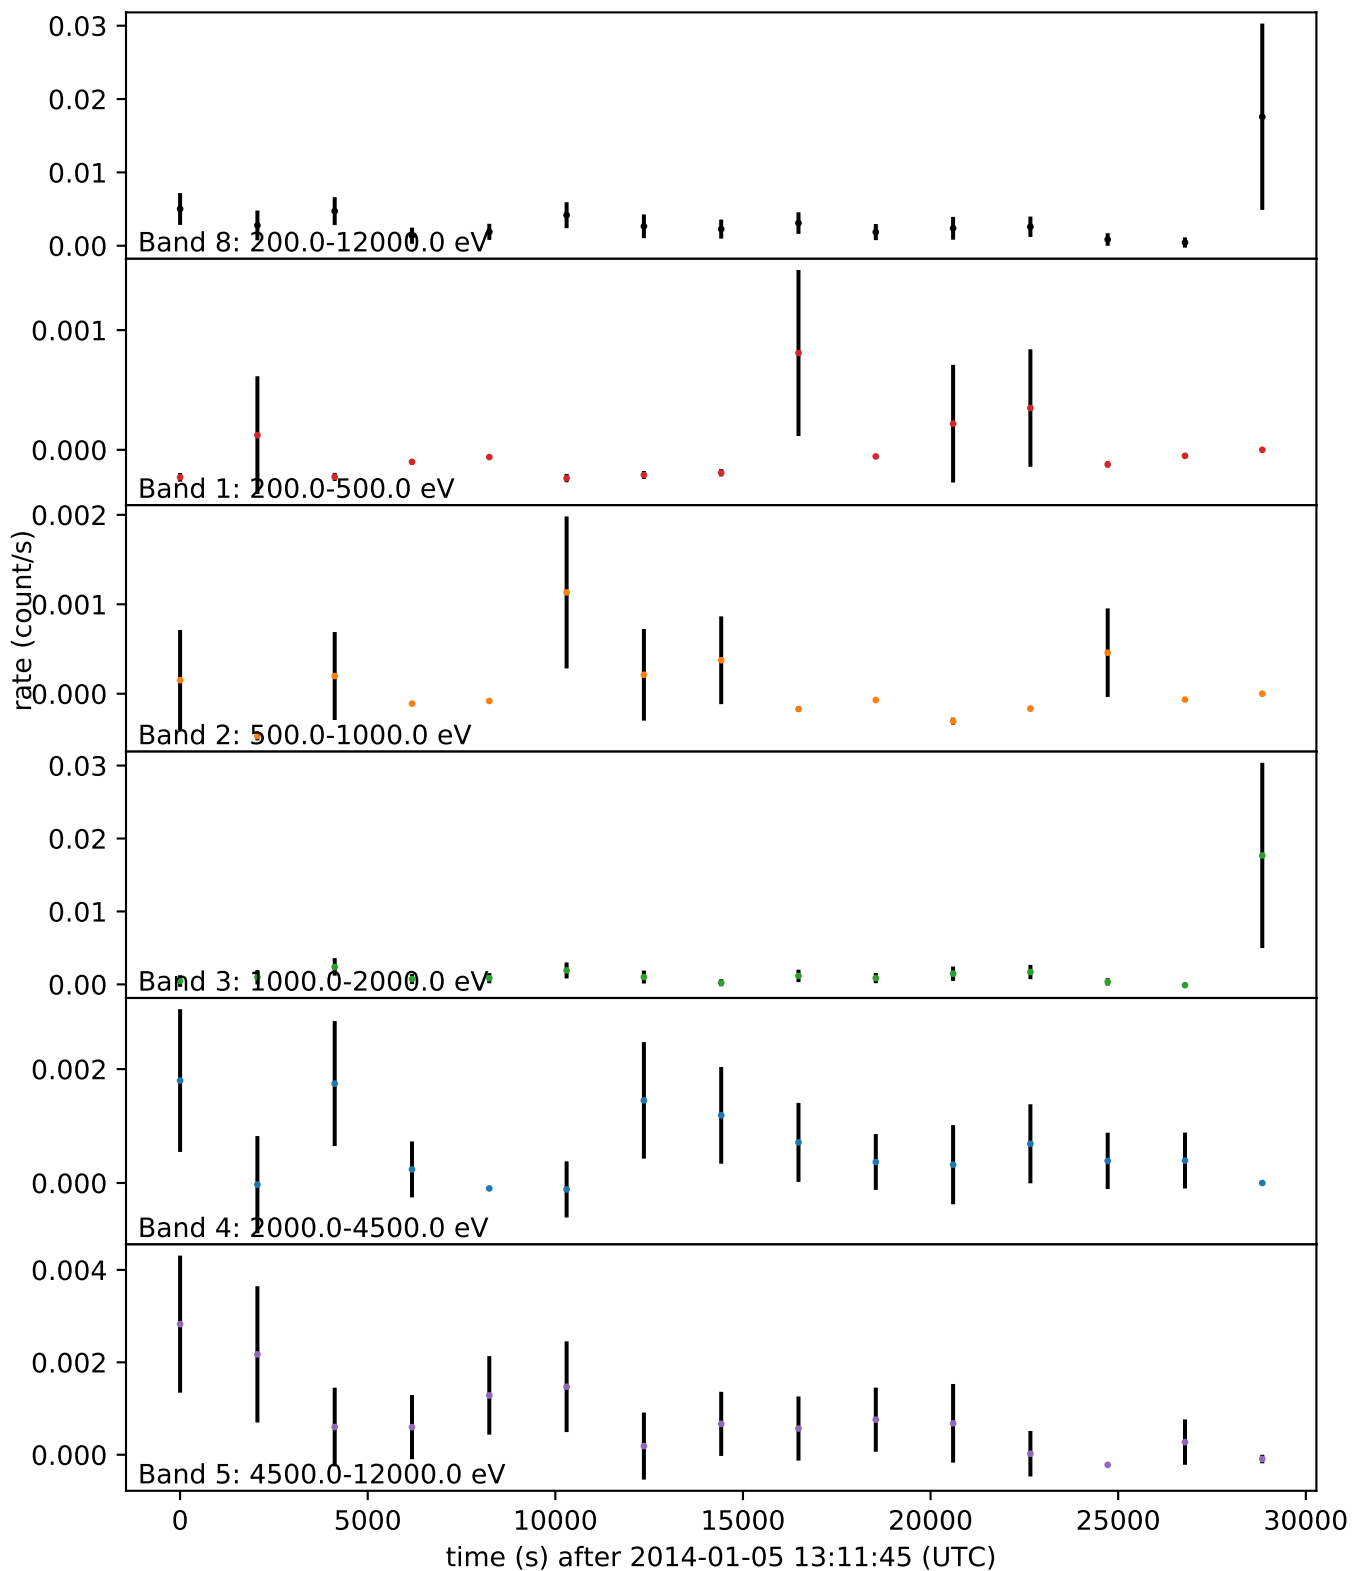 0.03
0.02
0.01
0.00
Band 8: 200.0-12000.0 eV
0.001
0.000
Band 1: 200.0-500.0 eV
rate (count/s)
0.002
0.001
0.000
Band 2: 500.0-1000.0 eV
0.03
0.02
0.01
0.00
Band 3: 1000.0-2000.0 eV
0.002
0.000
Band 4: 2000.0-4500.0 eV
0.004
0.002
0.000
Band 5: 4500.0-12000.0 eV
0 5000 10000 15000 20000 25000 30000
time (s) after 2014-01-05 13:11:45 (UTC)